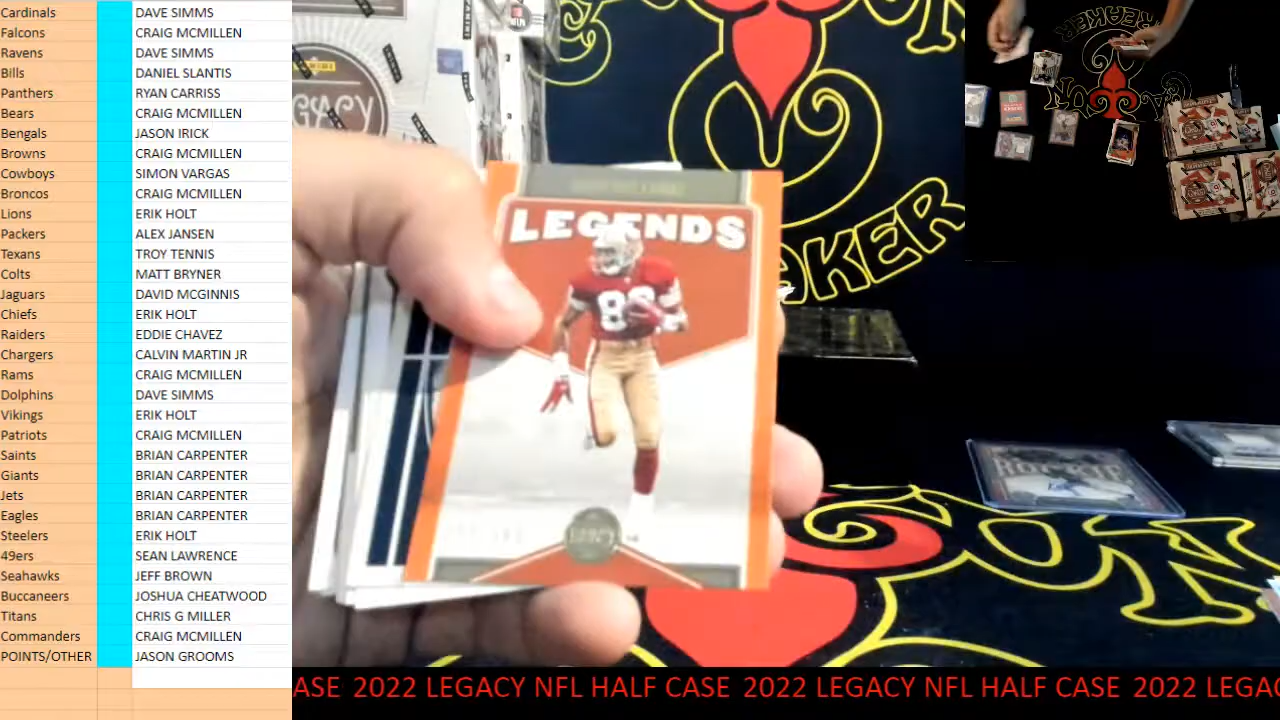 Cardinals DAVE SIMMS
Falcons CRAIG MCMILLEN
Ravens DAVE SIMMS
Bills DANIEL SLANTIS
Panthers RYAN CARRISS
Bears CRAIG MCMILLEN
Bengals JASON IRICK
Browns CRAIG MCMILLEN
Cowboys SIMON VARGAS
Broncos CRAIG MCMILLEN
Lions ERIK HOLT
Packers ALEX JANSEN
Texans TROY TENNIS
Colts MATT BRYNER
Jaguars DAVID MCGINNIS
Chiefs ERIK HOLT
Raiders EDDIE CHAVEZ
Chargers CALVIN MARTIN JR
Rams CRAIG MCMILLEN
Dolphins DAVE SIMMS
Vikings ERIK HOLT
Patriots CRAIG MCMILLEN
Saints BRIAN CARPENTER
Giants BRIAN CARPENTER
Jets BRIAN CARPENTER
Eagles BRIAN CARPENTER
Steelers ERIK HOLT
49ers SEAN LAWRENCE
Seahawks JEFF BROWN
Buccaneers JOSHUA CHEATWOOD
Titans CHRIS G MILLER
Commanders CRAIG MCMILLEN
POINTS/OTHER JASON GROOMS
LEGACY
LEGENDS
80
AKER
ROOKIE
BREAKER
ASE 2022 LEGACY NFL HALF CASE 2022 LEGACY NFL HALF CASE 2022 LEGAC